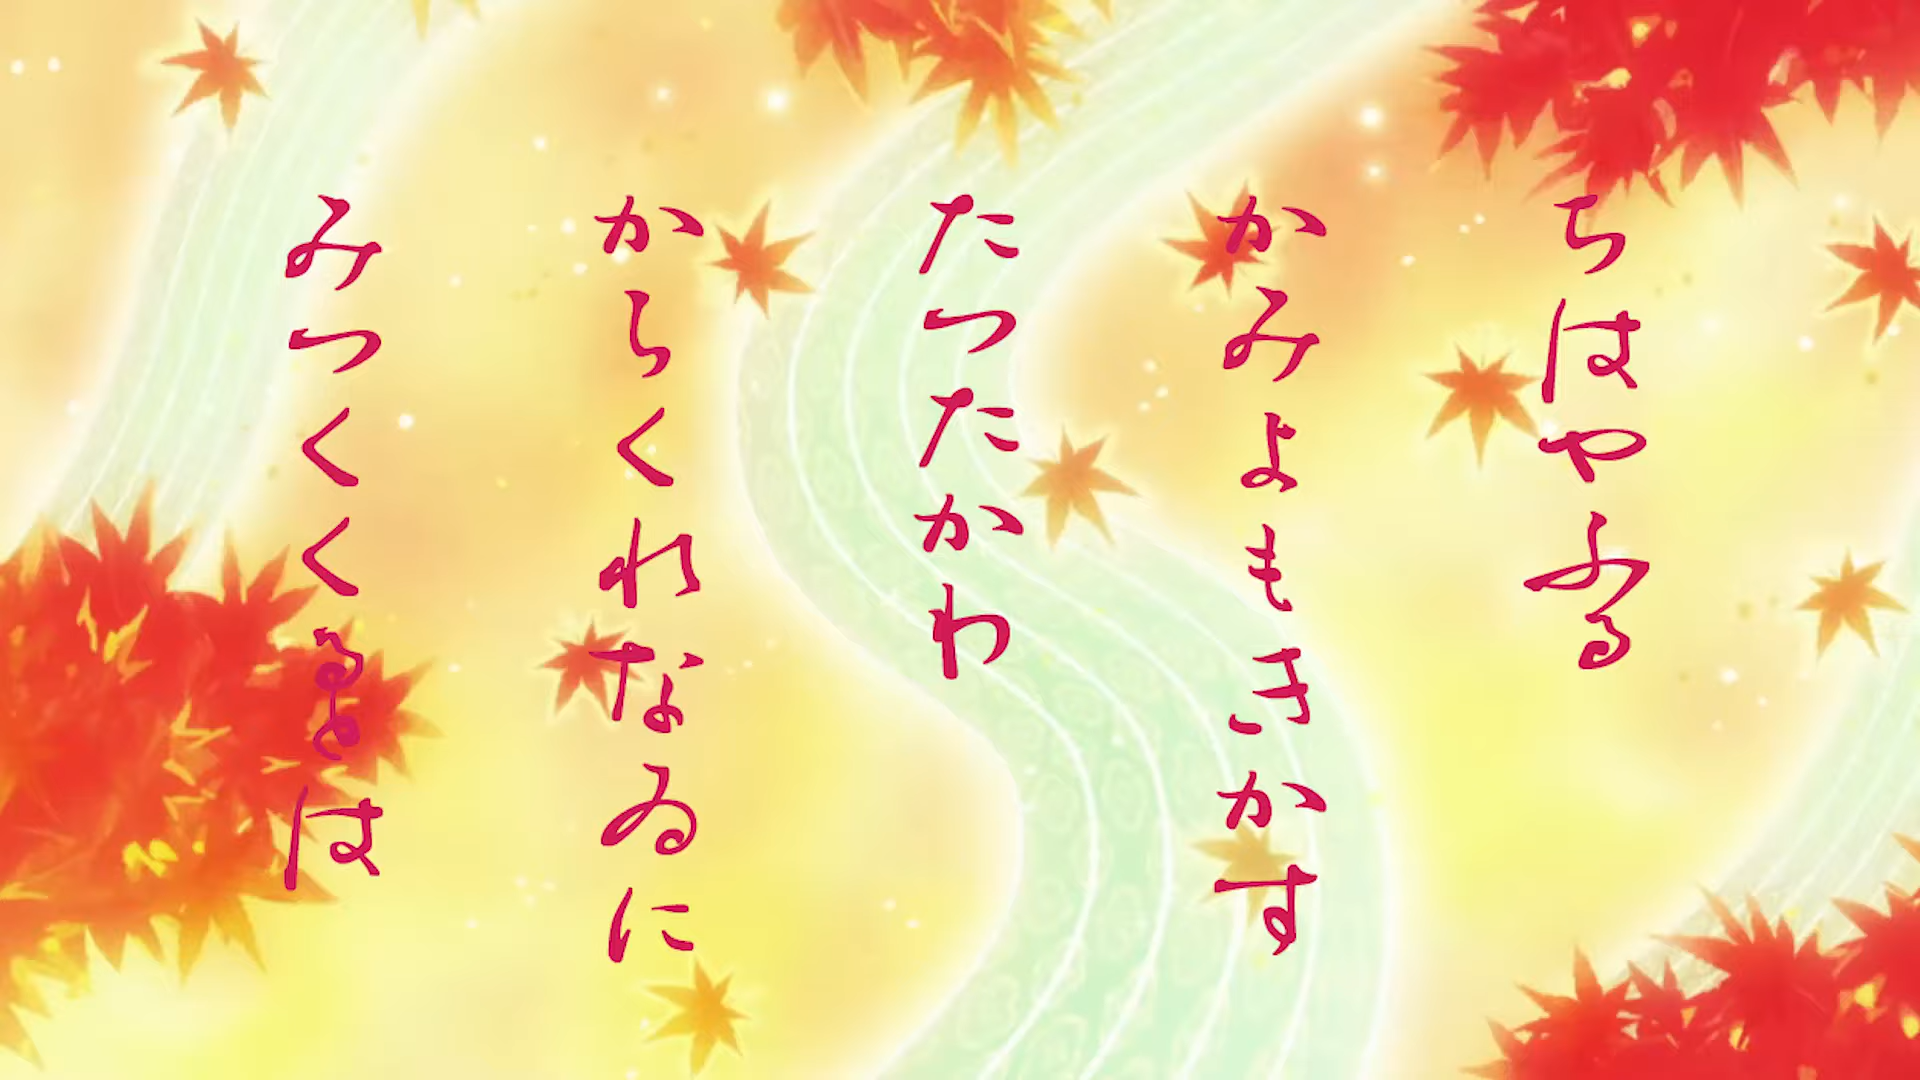 ちはやふる
かみよもきかす
たつたかわ
からくれなゐに
みつくくるとは